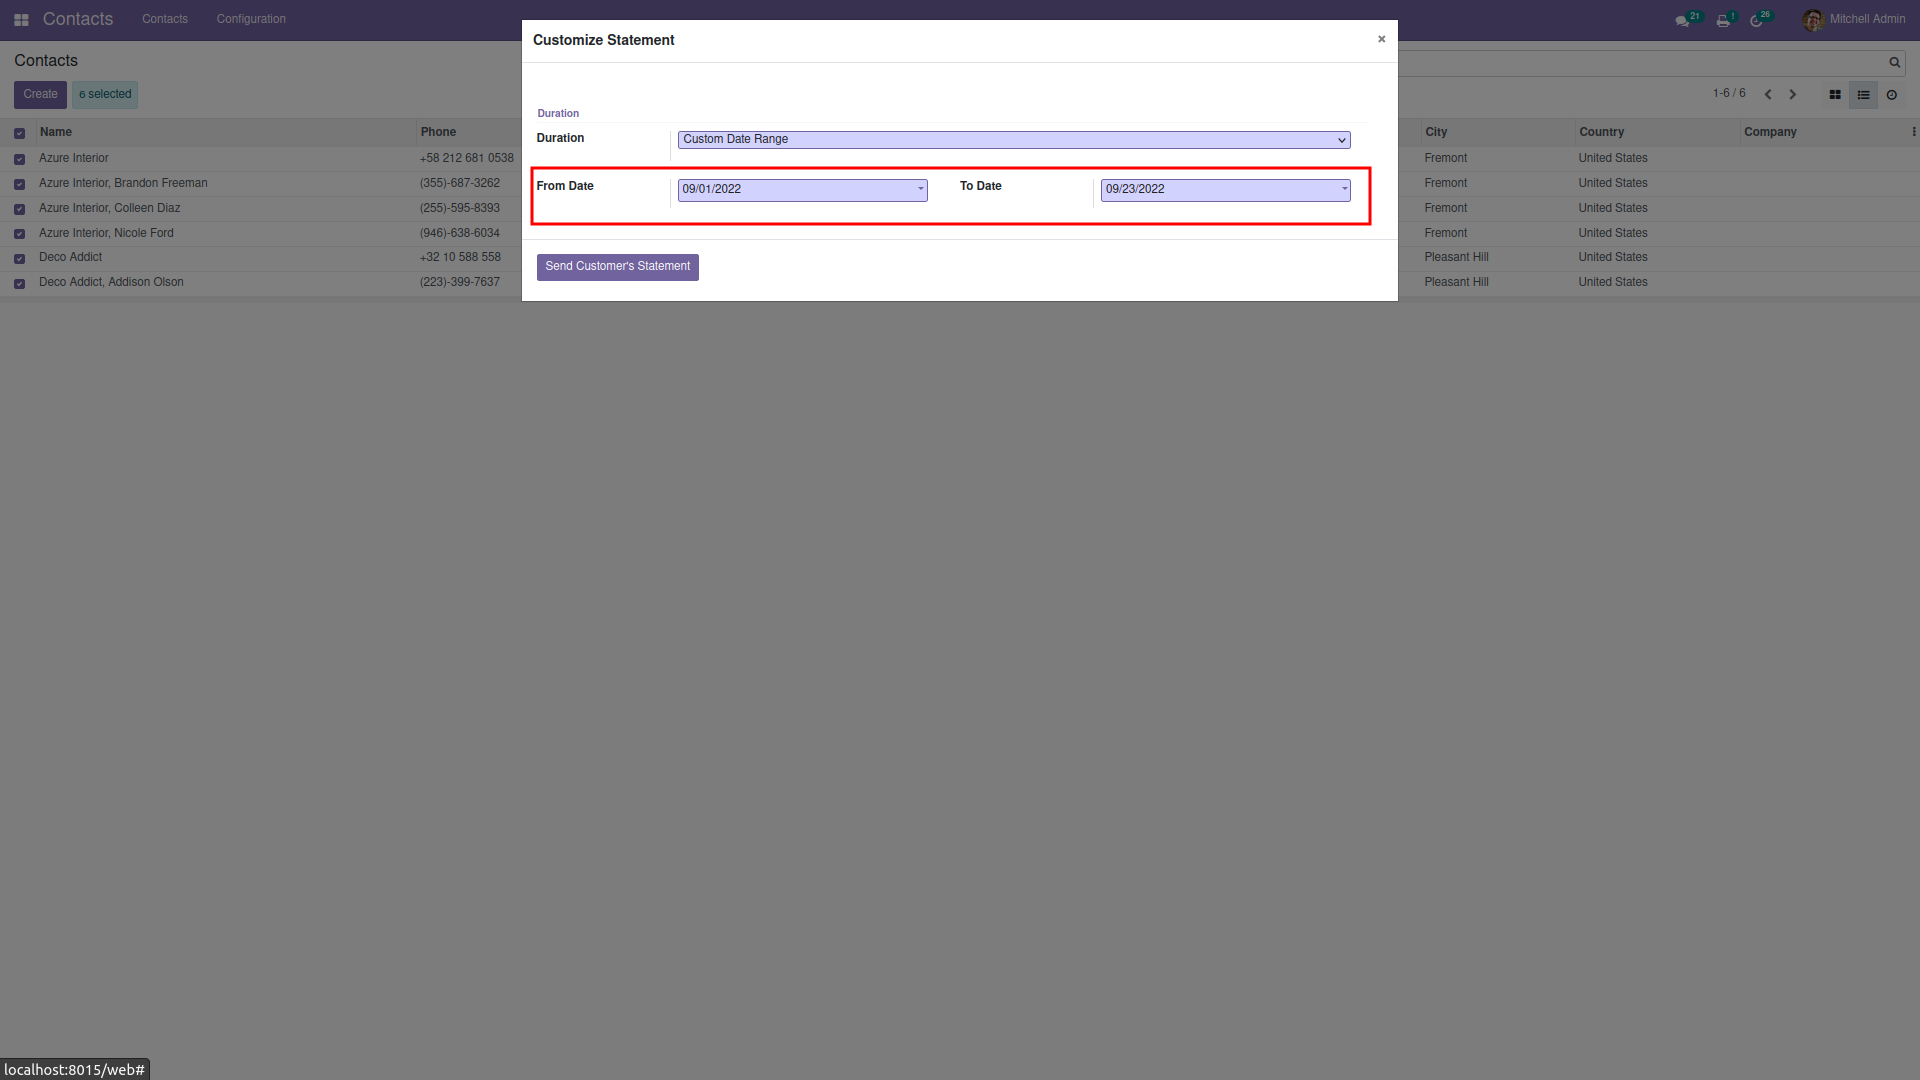 Contacts Contacts Configuration 21 ! 26 Mitchell Admin
Customize Statement ×
Contacts
Create 6 selected 1-6 / 6
Duration
Duration Custom Date Range
From Date 09/01/2022 To Date 09/23/2022
Send Customer's Statement
Name Phone City Country Company
Azure Interior +58 212 681 0538 Fremont United States
Azure Interior, Brandon Freeman (355)-687-3262 Fremont United States
Azure Interior, Colleen Diaz (255)-595-8393 Fremont United States
Azure Interior, Nicole Ford (946)-638-6034 Fremont United States
Deco Addict +32 10 588 558 Pleasant Hill United States
Deco Addict, Addison Olson (223)-399-7637 Pleasant Hill United States
localhost:8015/web#